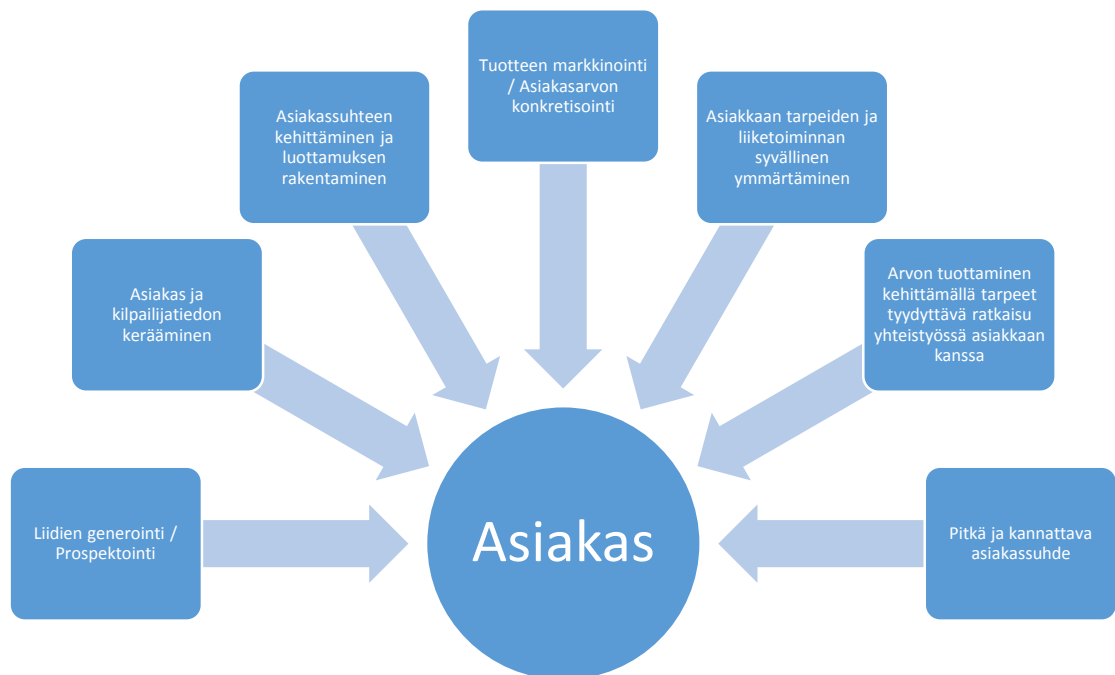 Tuotteen markkinointi
/ Asiakasarvon
konkretisointi
Asiakassuhteen
kehittäminen ja
luottamuksen
rakentaminen
Asiakkaan tarpeiden ja
liiketoiminnan
syvällinen
ymmärtäminen
Asiakas ja
kilpailijatiedon
kerääminen
Arvon tuottaminen
kehittämällä tarpeet
tyydyttävä ratkaisu
yhteistyössä asiakkaan
kanssa
Liidien generointi /
Prospektointi
Asiakas
Pitkä ja kannattava
asiakassuhde